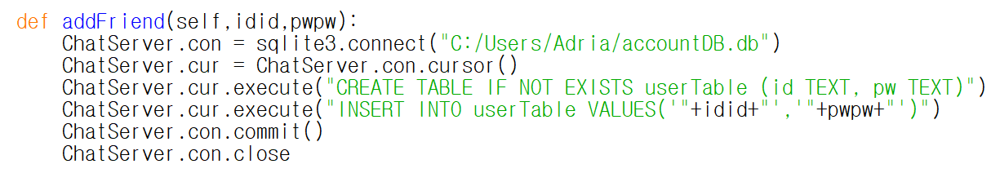 def addFriend(self,idid,pwpw):
    ChatServer.con = sqlite3.connect("C:/Users/Adria/accountDB.db")
    ChatServer.cur = ChatServer.con.cursor()
    ChatServer.cur.execute("CREATE TABLE IF NOT EXISTS userTable (id TEXT, pw TEXT)")
    ChatServer.cur.execute("INSERT INTO userTable VALUES('"+idid+"','"+pwpw+"')")
    ChatServer.con.commit()
    ChatServer.con.close